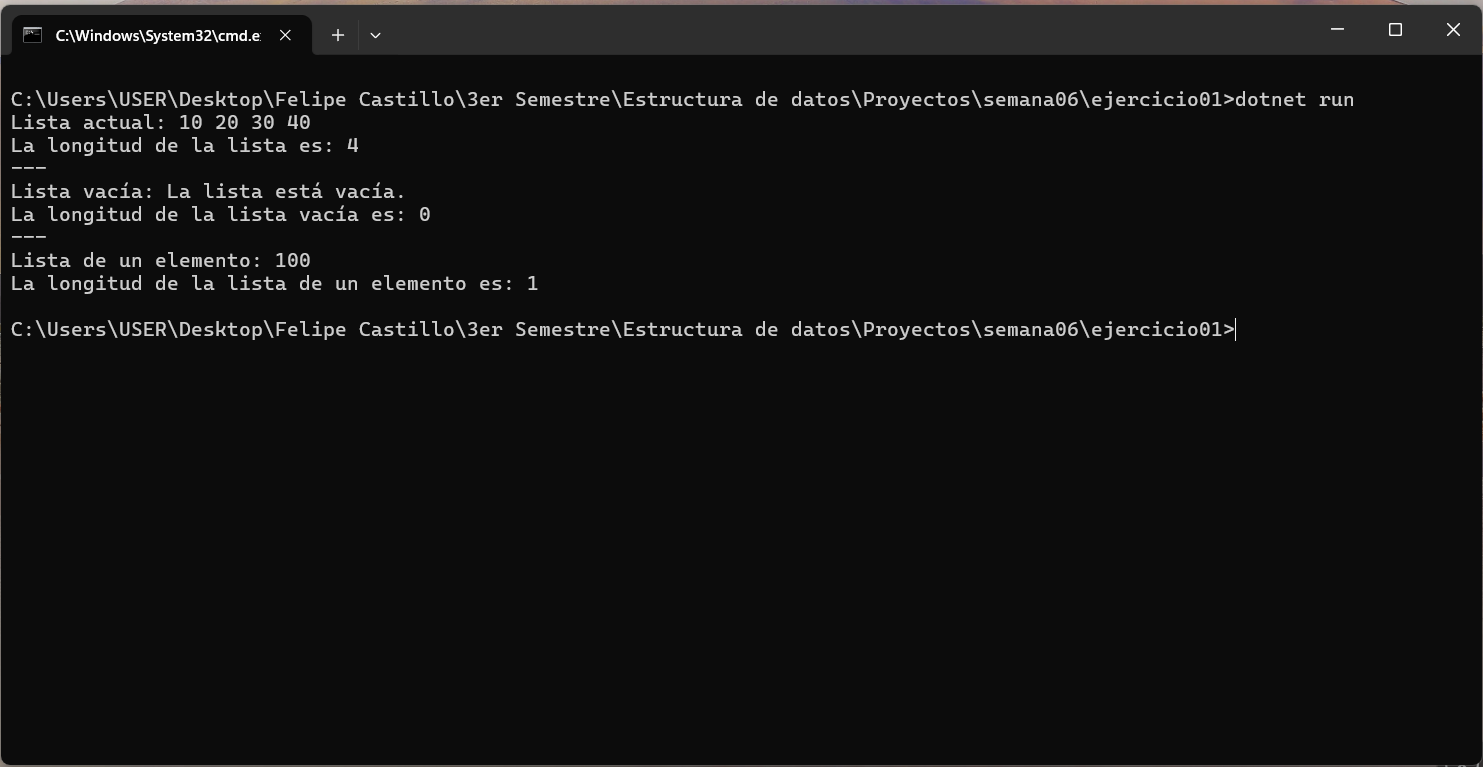 C:\Windows\System32\cmd.e
C:\Users\USER\Desktop\Felipe Castillo\3er Semestre\Estructura de datos\Proyectos\semana06\ejercicio01>dotnet run
Lista actual: 10 20 30 40
La longitud de la lista es: 4
---
Lista vacía: La lista está vacía.
La longitud de la lista vacía es: 0
---
Lista de un elemento: 100
La longitud de la lista de un elemento es: 1
C:\Users\USER\Desktop\Felipe Castillo\3er Semestre\Estructura de datos\Proyectos\semana06\ejercicio01>